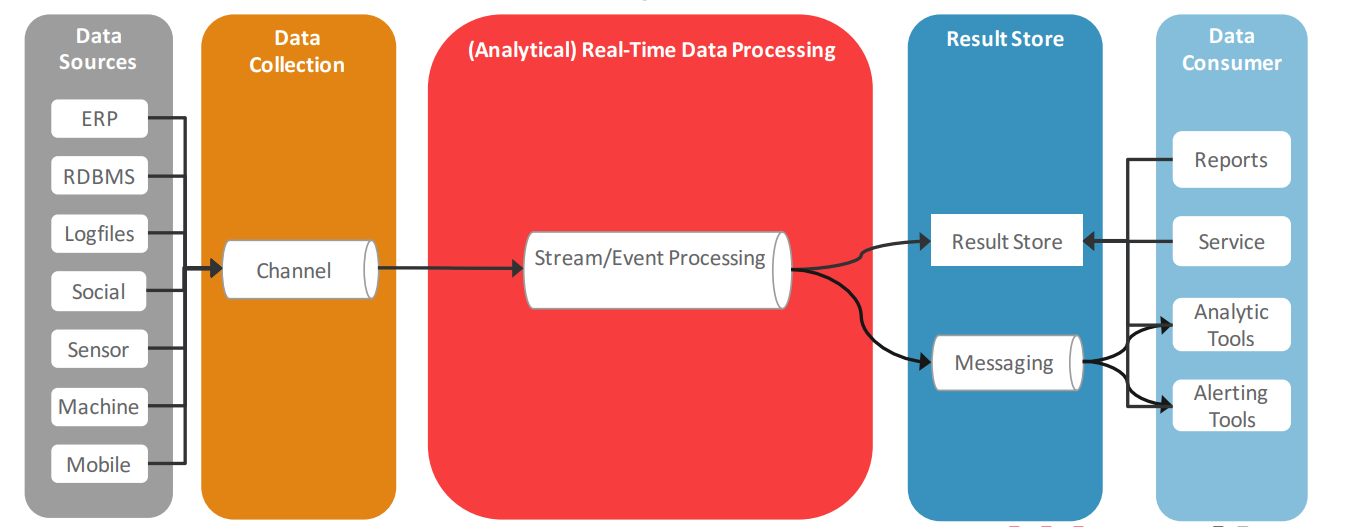 Data
Sources
ERP
RDBMS
Logfiles
Social
Sensor
Machine
Mobile
Data
Collection
Channel
(Analytical) Real-Time Data Processing
Stream/Event Processing
Result Store
Result Store
Messaging
Data
Consumer
Reports
Service
Analytic
Tools
Alerting
Tools